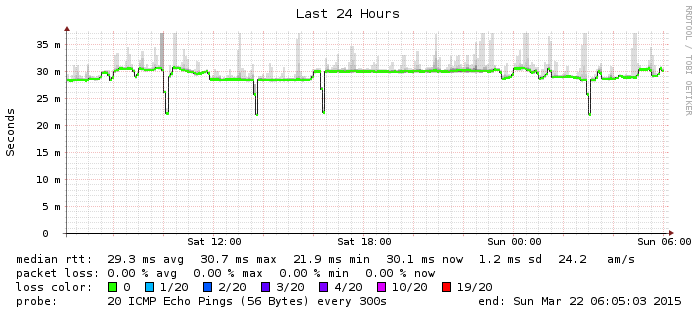 Last 24 Hours
RRDTOOL / TOBI OETIKER
Seconds
35 m
30 m
25 m
20 m
15 m
10 m
5 m
0
Sat 12:00 Sat 18:00 Sun 00:00 Sun 06:00
median rtt: 29.3 ms avg 30.7 ms max 21.9 ms min 30.1 ms now 1.2 ms sd 24.2 am/s
packet loss: 0.00 % avg 0.00 % max 0.00 % min 0.00 % now
loss color: 0 1/20 2/20 3/20 4/20 10/20 19/20
probe: 20 ICMP Echo Pings (56 Bytes) every 300s end: Sun Mar 22 06:05:03 2015